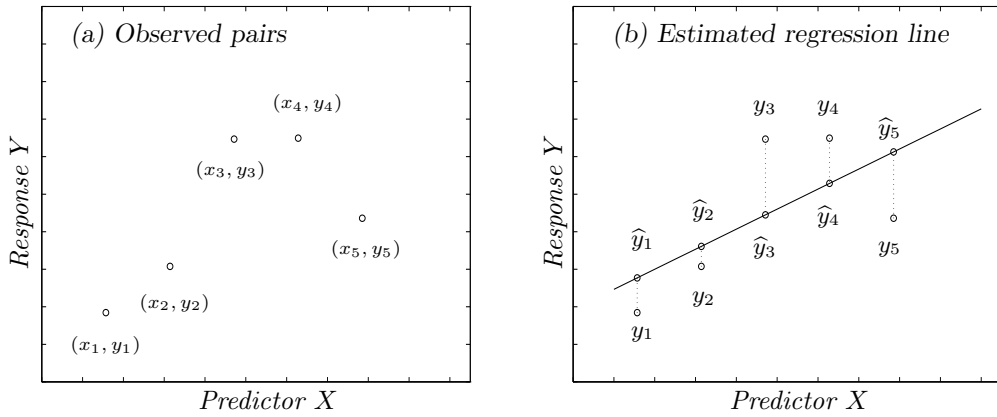 (a) Observed pairs
(x₄, y₄)
(x₃, y₃)
(x₅, y₅)
(x₂, y₂)
(x₁, y₁)
Response Y
Predictor X
(b) Estimated regression line
y₃
y₄
ŷ₅
ŷ₂
ŷ₁
ŷ₄
ŷ₃
y₅
y₂
y₁
Response Y
Predictor X